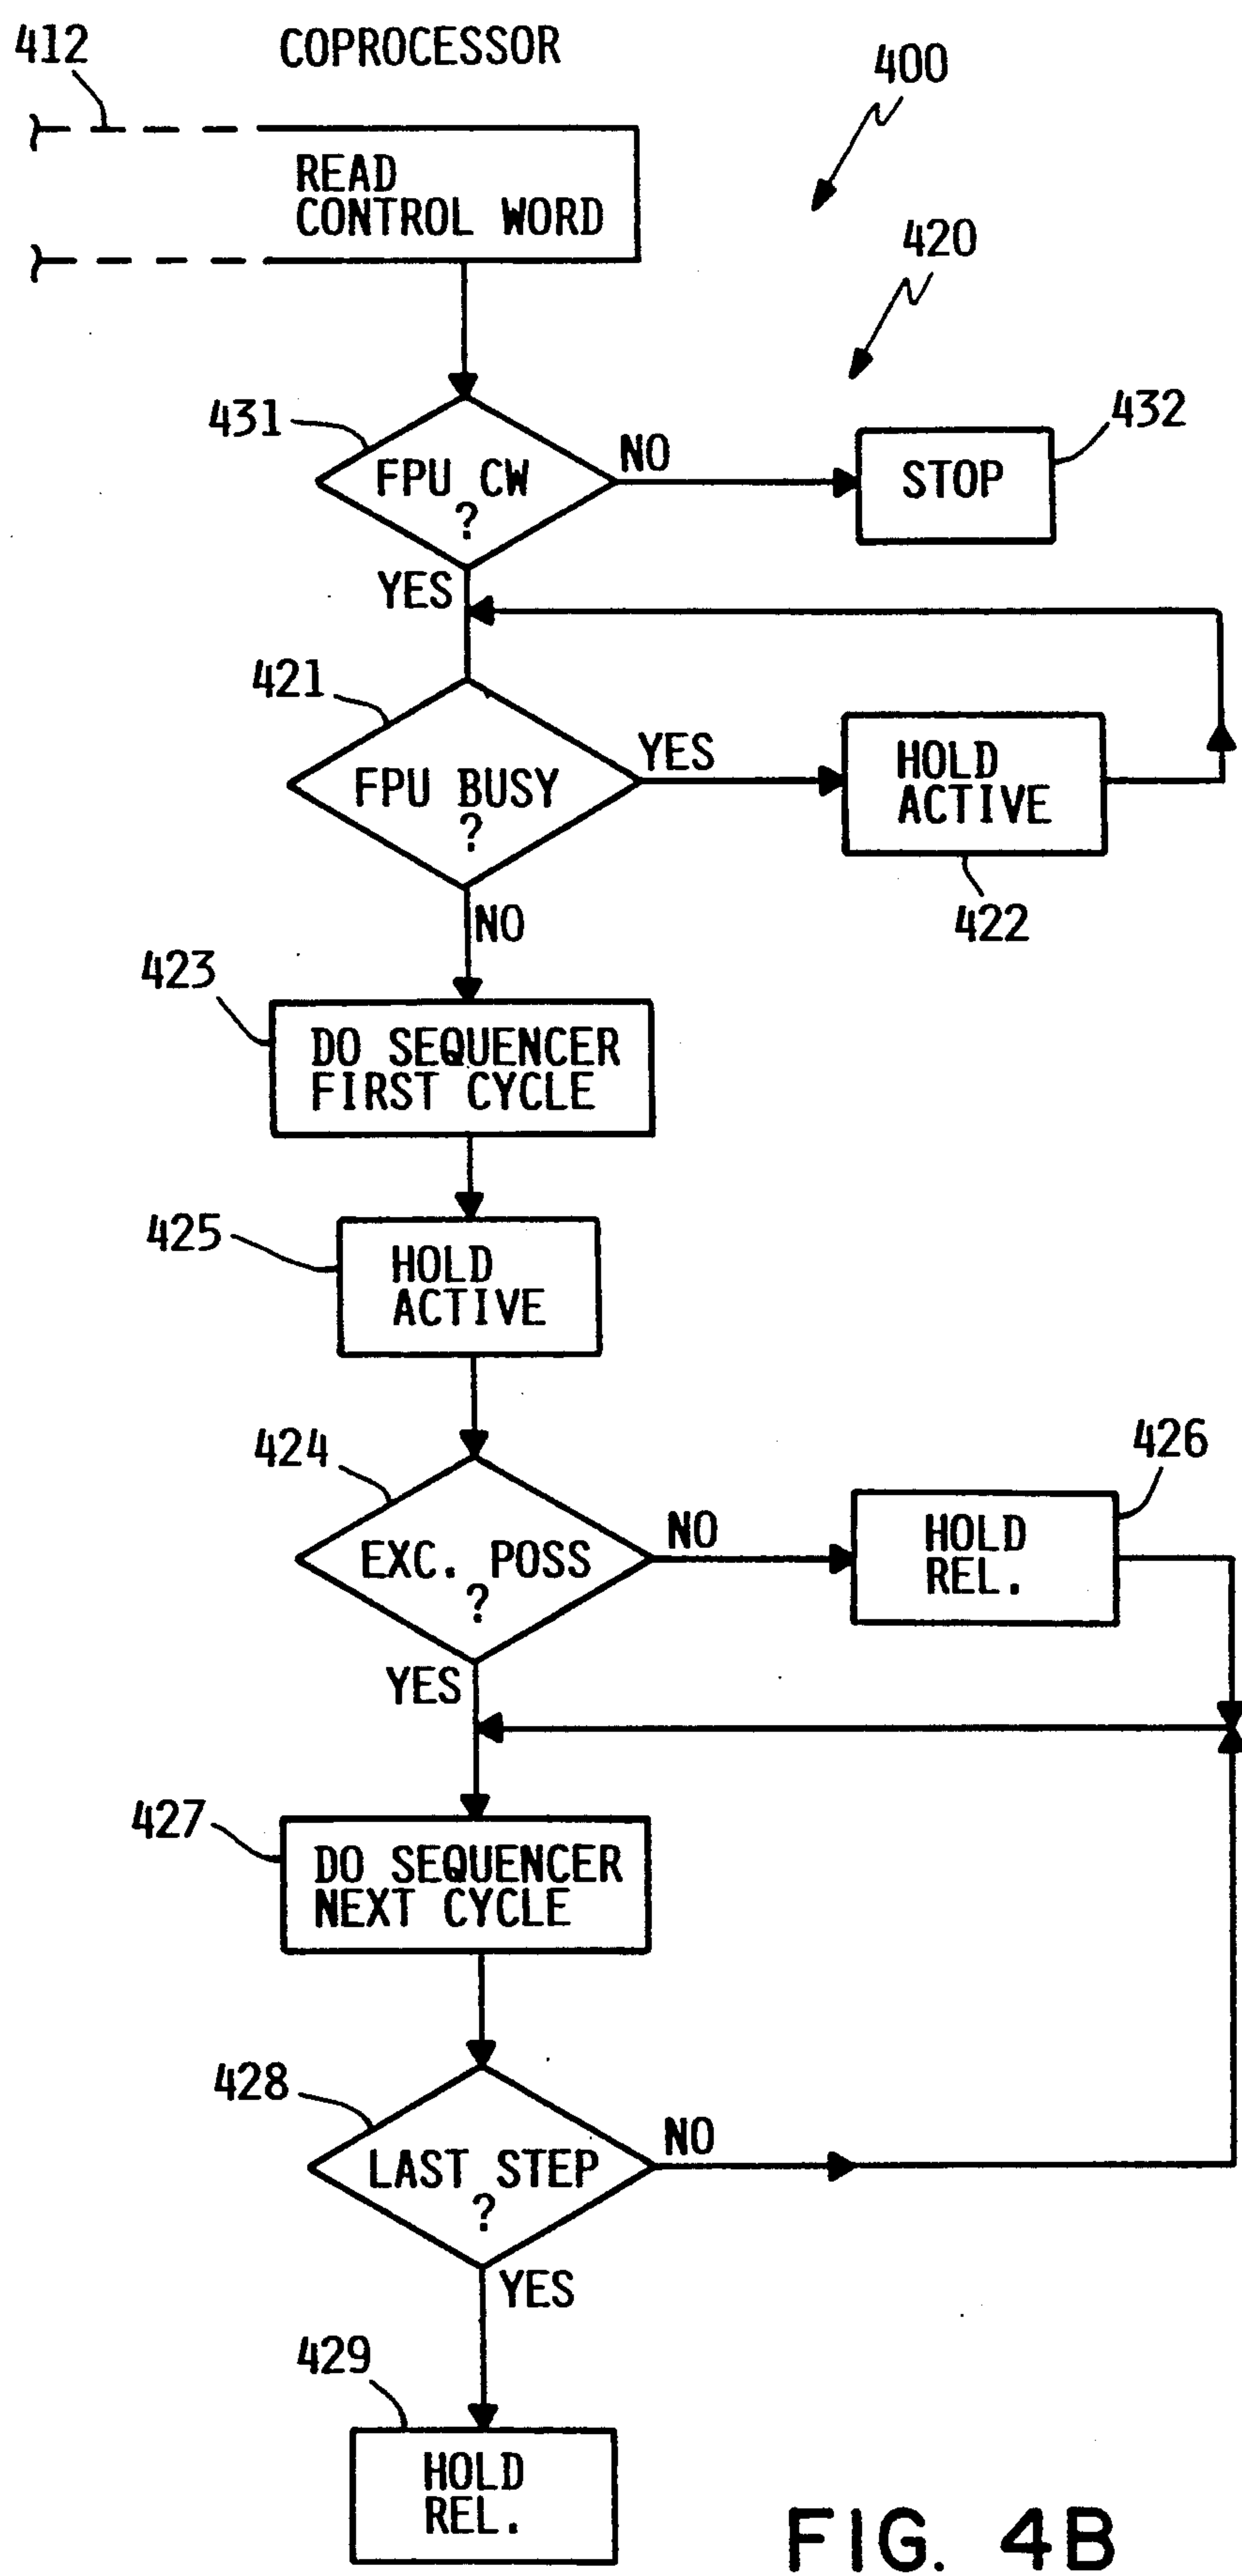 412
COPROCESSOR
400
READ
CONTROL WORD
420
431
FPU CW
?
NO
STOP
432
YES
421
FPU BUSY
?
YES
HOLD
ACTIVE
422
NO
423
DO SEQUENCER
FIRST CYCLE
425
HOLD
ACTIVE
424
EXC. POSS
?
NO
HOLD
REL.
426
YES
427
DO SEQUENCER
NEXT CYCLE
428
LAST STEP
?
NO
YES
429
HOLD
REL.
FIG. 4B